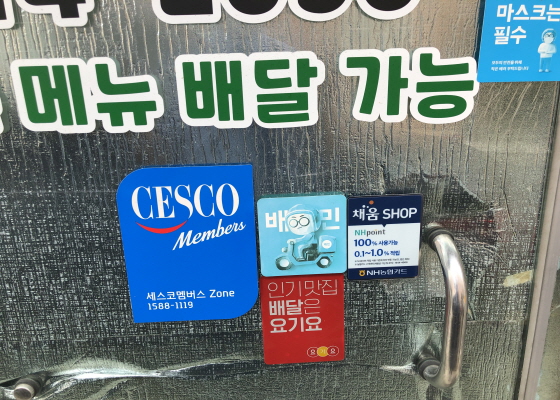 마스크는
필수
메뉴 배달 가능
CESCO
Members
세스코멤버스 Zone
1588-1119
배 민
채움 SHOP
NHpoint
100% 사용가능
0.1~1.0% 적립
NH농협카드
인기맛집
배달은
요기요